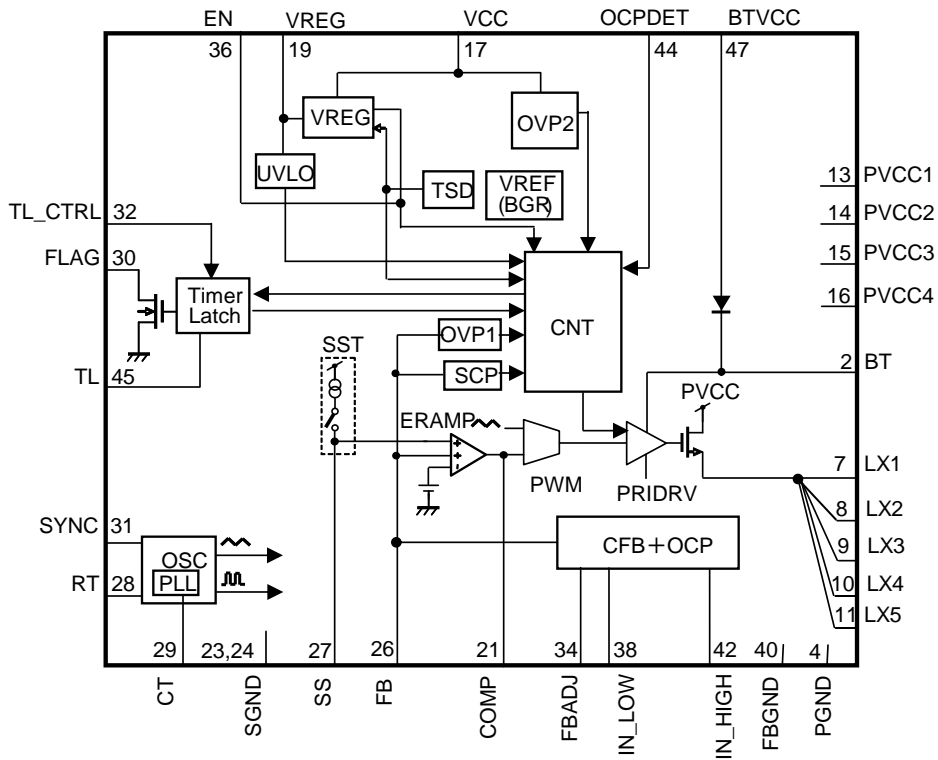 EN VREG VCC OCPDET BTVCC
36 19 17 44 47
VREG
OVP2
UVLO
TSD
VREF
(BGR)
13 PVCC1
14 PVCC2
15 PVCC3
16 PVCC4
TL_CTRL 32
FLAG 30
Timer
Latch
CNT
OVP1
SCP
SST
TL 45
2 BT
PVCC
ERAMP
PWM
PRIDRV
7 LX1
8 LX2
9 LX3
10 LX4
11 LX5
SYNC 31
OSC
PLL
RT 28
CFB+OCP
29 23,24 27 26 21 34 38 42 40 4
CT SGND SS FB COMP FBADJ IN_LOW IN_HIGH FBGND PGND
+
+
-